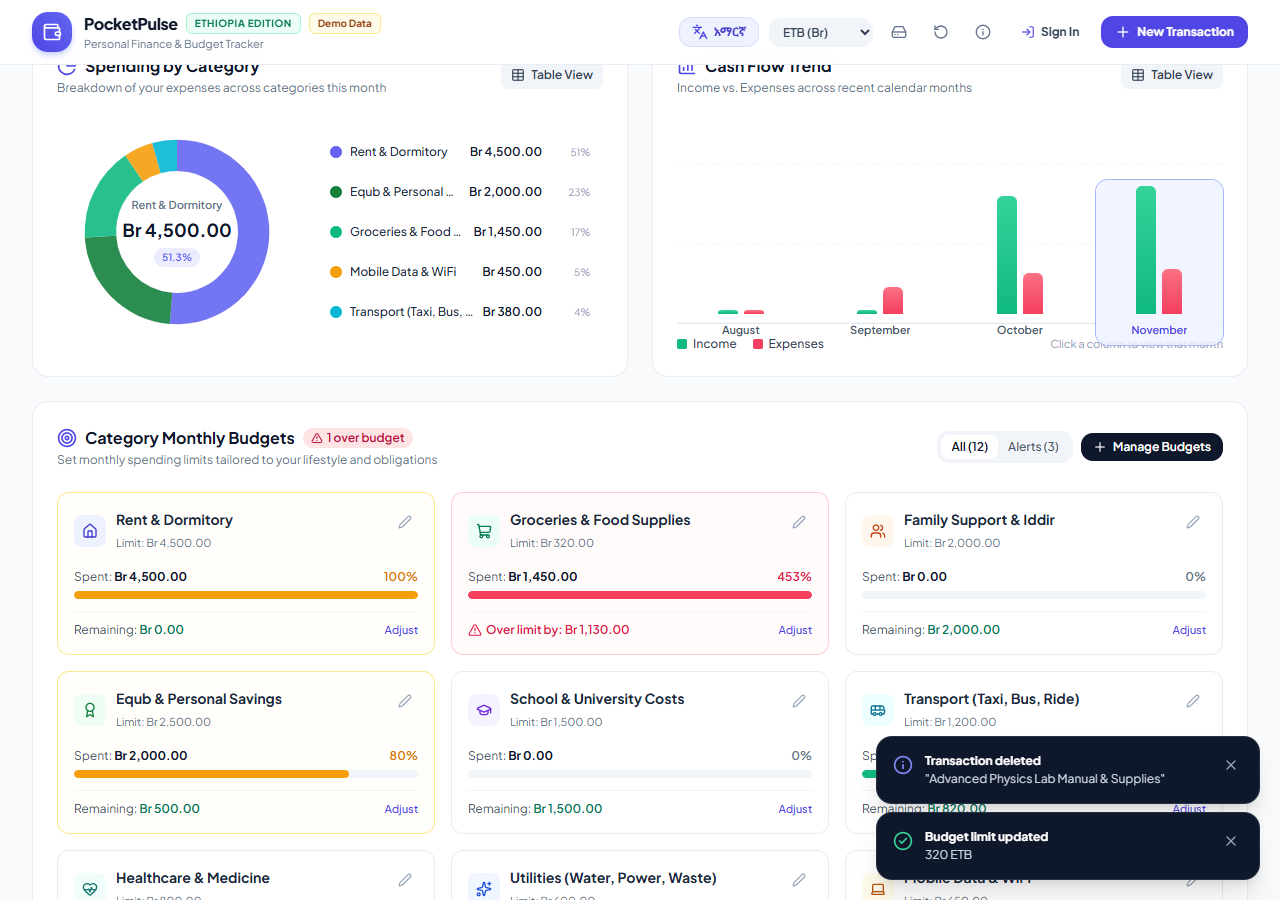 PocketPulse
ETHIOPIA EDITION
Demo Data
Personal Finance & Budget Tracker
አማርኛ
ETB (Br)
Sign In
New Transaction
Spending by Category
Breakdown of your expenses across categories this month
Table View
Rent & Dormitory
Br 4,500.00
51.3%
Rent & Dormitory Br 4,500.00 51%
Equb & Personal ... Br 2,000.00 23%
Groceries & Food ... Br 1,450.00 17%
Mobile Data & WiFi Br 450.00 5%
Transport (Taxi, Bus, ... Br 380.00 4%
Cash Flow Trend
Income vs. Expenses across recent calendar months
Table View
August September October November
Income Expenses
Click a column to view that month
Category Monthly Budgets
1 over budget
Set monthly spending limits tailored to your lifestyle and obligations
All (12) Alerts (3)
Manage Budgets
Rent & Dormitory
Limit: Br 4,500.00
Spent: Br 4,500.00 100%
Remaining: Br 0.00 Adjust
Groceries & Food Supplies
Limit: Br 320.00
Spent: Br 1,450.00 453%
Over limit by: Br 1,130.00 Adjust
Family Support & Iddir
Limit: Br 2,000.00
Spent: Br 0.00 0%
Remaining: Br 2,000.00 Adjust
Equb & Personal Savings
Limit: Br 2,500.00
Spent: Br 2,000.00 80%
Remaining: Br 500.00 Adjust
School & University Costs
Limit: Br 1,500.00
Spent: Br 0.00 0%
Remaining: Br 1,500.00 Adjust
Transport (Taxi, Bus, Ride)
Limit: Br 1,200.00
Remaining: Br 820.00 Adjust
Healthcare & Medicine
Utilities (Water, Power, Waste)
Mobile Data & WiFi
Transaction deleted
"Advanced Physics Lab Manual & Supplies"
Budget limit updated
320 ETB